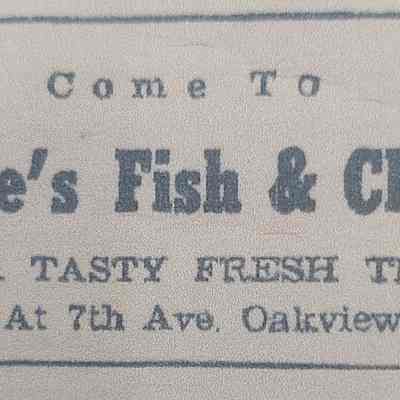 Come To
e's Fish & C
TASTY FRESH T
At 7th Ave. Oakview